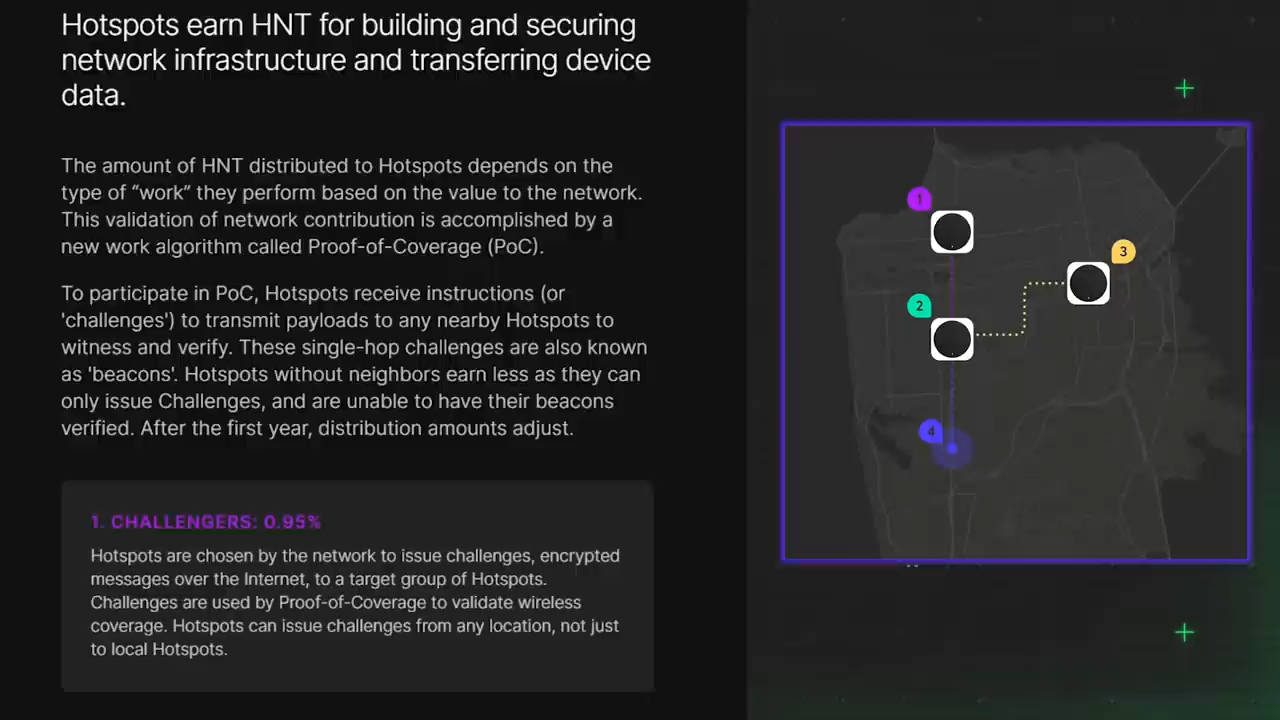 Hotspots earn HNT for building and securing
network infrastructure and transferring device
data.
The amount of HNT distributed to Hotspots depends on the
type of “work” they perform based on the value to the network.
This validation of network contribution is accomplished by a
new work algorithm called Proof-of-Coverage (PoC).
To participate in PoC, Hotspots receive instructions (or
'challenges') to transmit payloads to any nearby Hotspots to
witness and verify. These single-hop challenges are also known
as 'beacons'. Hotspots without neighbors earn less as they can
only issue Challenges, and are unable to have their beacons
verified. After the first year, distribution amounts adjust.
1. CHALLENGERS: 0.95%
Hotspots are chosen by the network to issue challenges, encrypted
messages over the Internet, to a target group of Hotspots.
Challenges are used by Proof-of-Coverage to validate wireless
coverage. Hotspots can issue challenges from any location, not just
to local Hotspots.
1
3
2
4